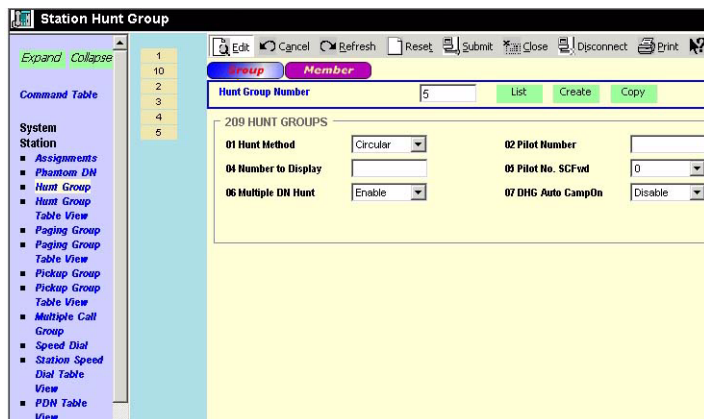 Station Hunt Group
Edit Cancel Refresh Reset Submit Close Disconnect Print
Expand Collapse
Command Table
System
Station
Assignments
Phantom DN
Hunt Group
Hunt Group
Table View
Paging Group
Paging Group
Table View
Pickup Group
Pickup Group
Table View
Multiple Call
Group
Speed Dial
Station Speed
Dial Table
View
PDN Table
View
1
10
2
3
4
5
Group Member
Hunt Group Number 5 List Create Copy
209 HUNT GROUPS
01 Hunt Method Circular 02 Pilot Number
04 Number to Display 05 Pilot No. SCFwd 0
06 Multiple DN Hunt Enable 07 DHG Auto CampOn Disable